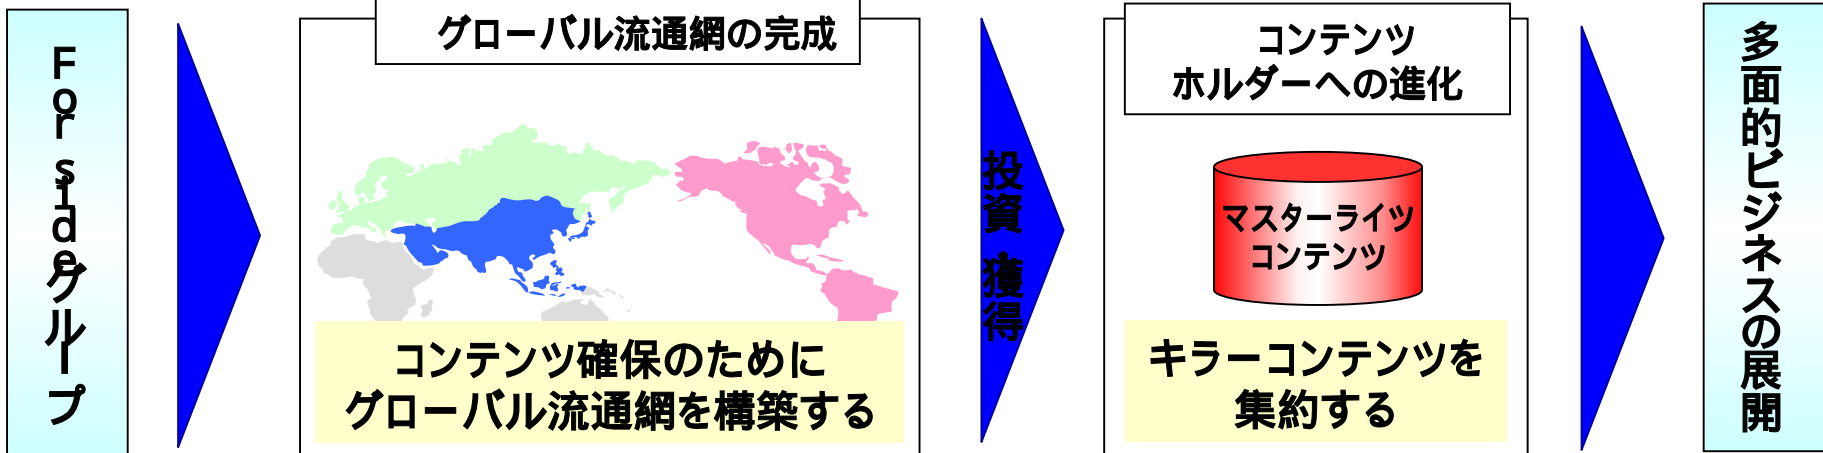 For sideグループ
グローバル流通網の完成
コンテンツ確保のために
グローバル流通網を構築する
投資・獲得
コンテンツ
ホルダーへの進化
マスターライツ
コンテンツ
キラーコンテンツを
集約する
多面的ビジネスの展開